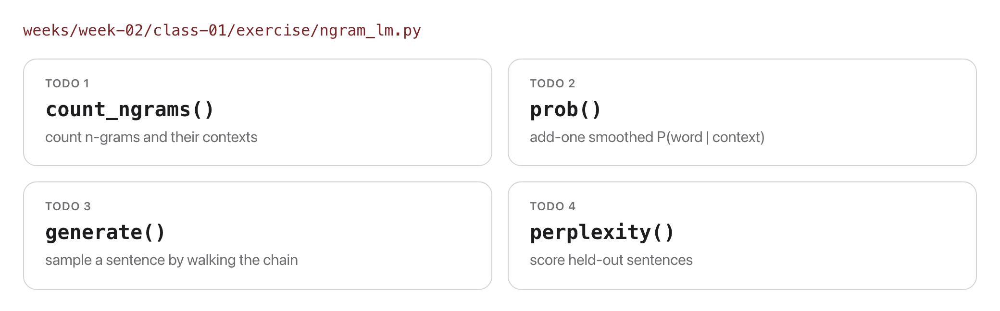 weeks/week-02/class-01/exercise/ngram_lm.py
TODO 1
count_ngrams()
count n-grams and their contexts
TODO 2
prob()
add-one smoothed P(word | context)
TODO 3
generate()
sample a sentence by walking the chain
TODO 4
perplexity()
score held-out sentences